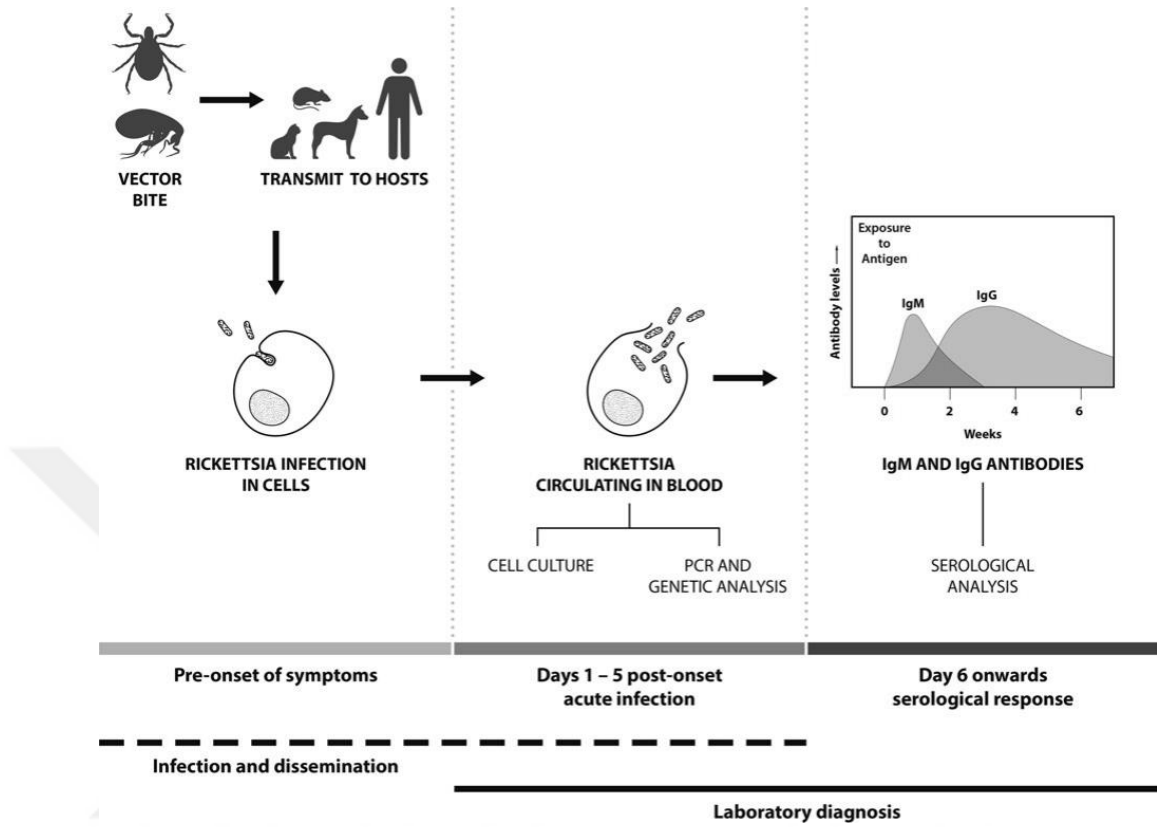 VECTOR
BITE
TRANSMIT TO HOSTS
RICKETTSIA INFECTION
IN CELLS
RICKETTSIA
CIRCULATING IN BLOOD
CELL CULTURE
PCR AND
GENETIC ANALYSIS
Exposure
to
Antigen
Antibody levels
IgM
IgG
0 2 4 6
Weeks
IgM AND IgG ANTIBODIES
SEROLOGICAL
ANALYSIS
Pre-onset of symptoms
Days 1 – 5 post-onset
acute infection
Day 6 onwards
serological response
Infection and dissemination
Laboratory diagnosis